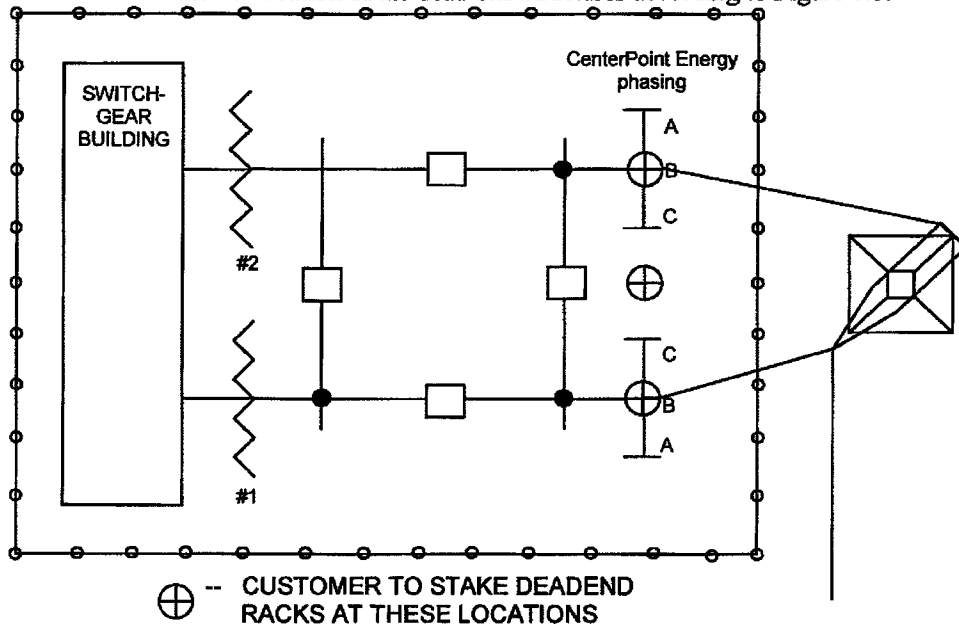 CenterPoint Energy
phasing
SWITCH-
GEAR
BUILDING
A
B
C
#2
C
B
A
#1
-- CUSTOMER TO STAKE DEADEND
RACKS AT THESE LOCATIONS